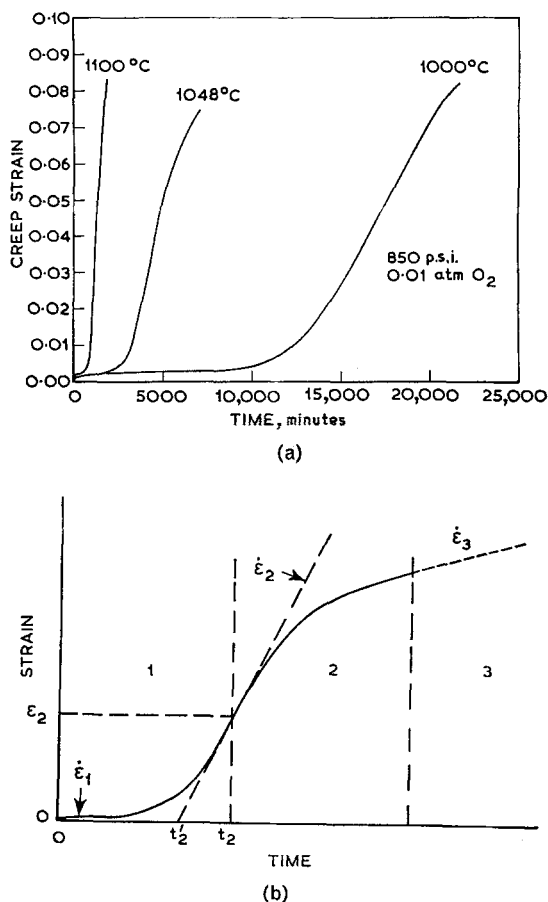 0·10
0·09
0·08
0·07
0·06
0·05
0·04
0·03
0·02
0·01
0·00
CREEP STRAIN
1100°C
1048°C
1000°C
850 p.s.i.
0·01 atm O₂
0
5000
10,000
15,000
20,000
25,000
TIME, minutes
(a)
STRAIN
ε̇₂
ε̇₃
1
2
3
ε₂
ε̇₁
0
0
t₂′
t₂
TIME
(b)